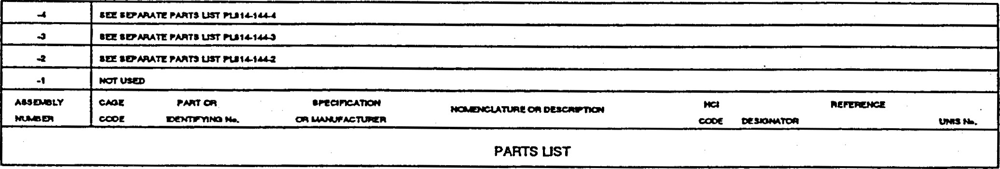 -4 SEE SEPARATE PARTS LIST PL814-144-4
-3 SEE SEPARATE PARTS LIST PL814-144-3
-2 SEE SEPARATE PARTS LIST PL814-144-2
-1 NOT USED
ASSEMBLY NUMBER
CAGE CODE
PART OR IDENTIFYING No.
SPECIFICATION OR MANUFACTURER
NOMENCLATURE OR DESCRIPTION
HCI CODE
REFERENCE DESIGNATOR
UNIS No.
PARTS LIST